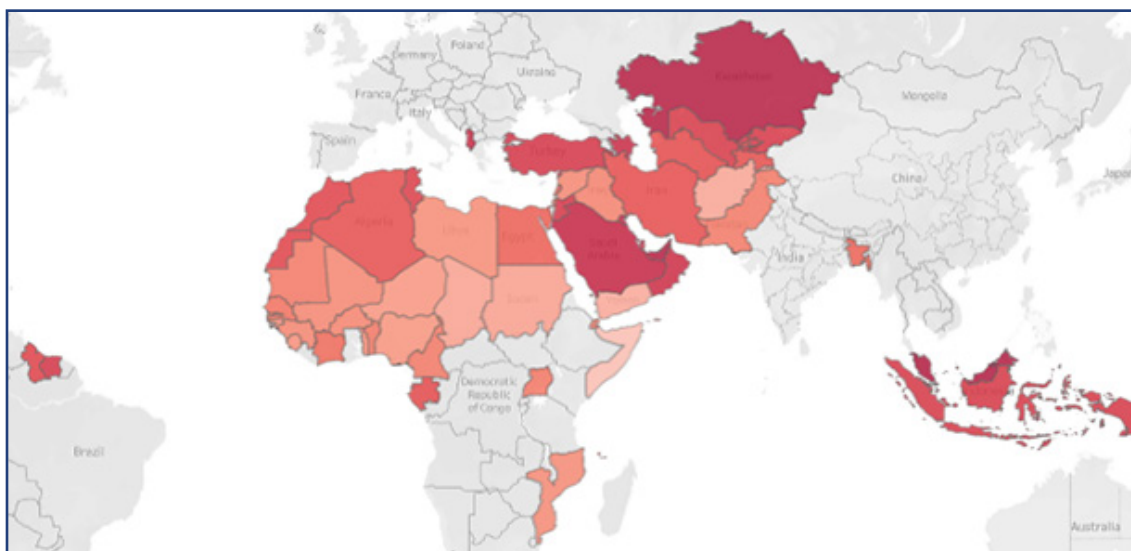 Poland
Germany
Ukraine
France
Italy
Spain
Kazakhstan
Mongolia
Turkey
China
Iran
Algeria
Libya
Egypt
Saudi
Arabia
India
Sudan
Democratic
Republic
of Congo
Brazil
Australia